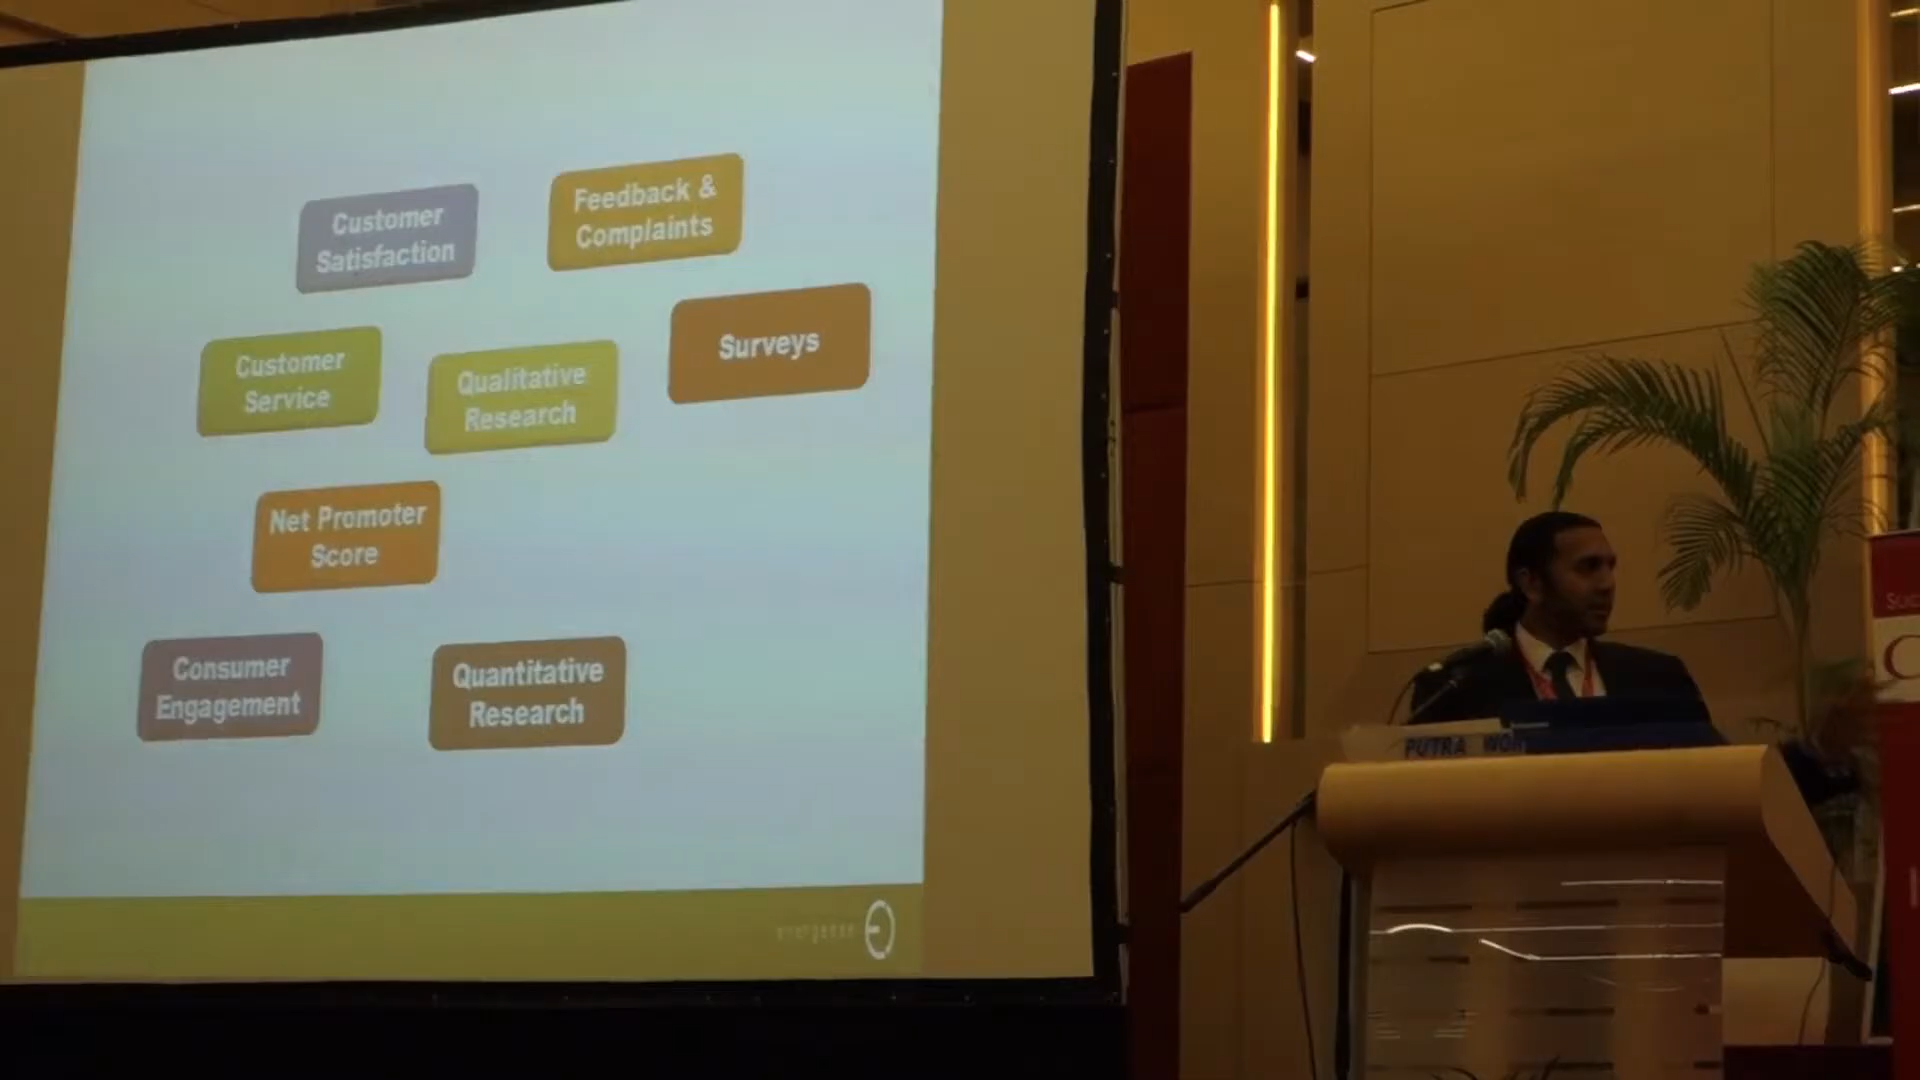 Customer
Satisfaction
Feedback &
Complaints
Customer
Service
Qualitative
Research
Surveys
Net Promoter
Score
Consumer
Engagement
Quantitative
Research
PUTRA